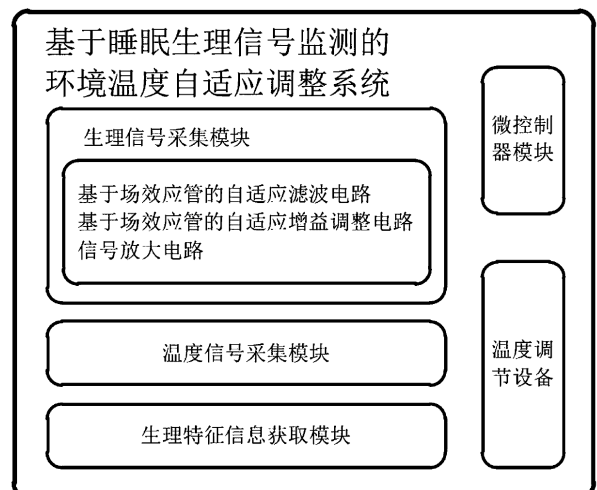 基于睡眠生理信号监测的
环境温度自适应调整系统
生理信号采集模块
基于场效应管的自适应滤波电路
基于场效应管的自适应增益调整电路
信号放大电路
温度信号采集模块
生理特征信息获取模块
微控制
器模块
温度调
节设备